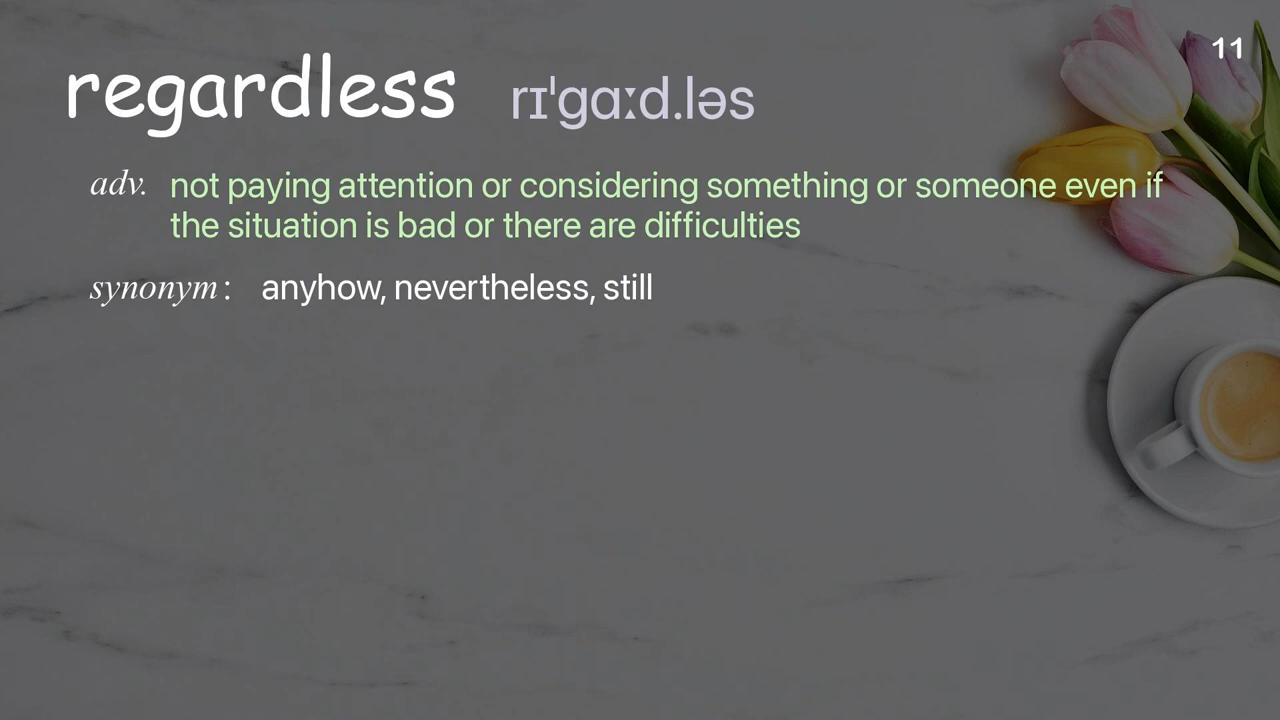 11
regardless rɪˈɡɑːd.ləs
adv. not paying attention or considering something or someone even if
the situation is bad or there are difficulties
synonym: anyhow, nevertheless, still